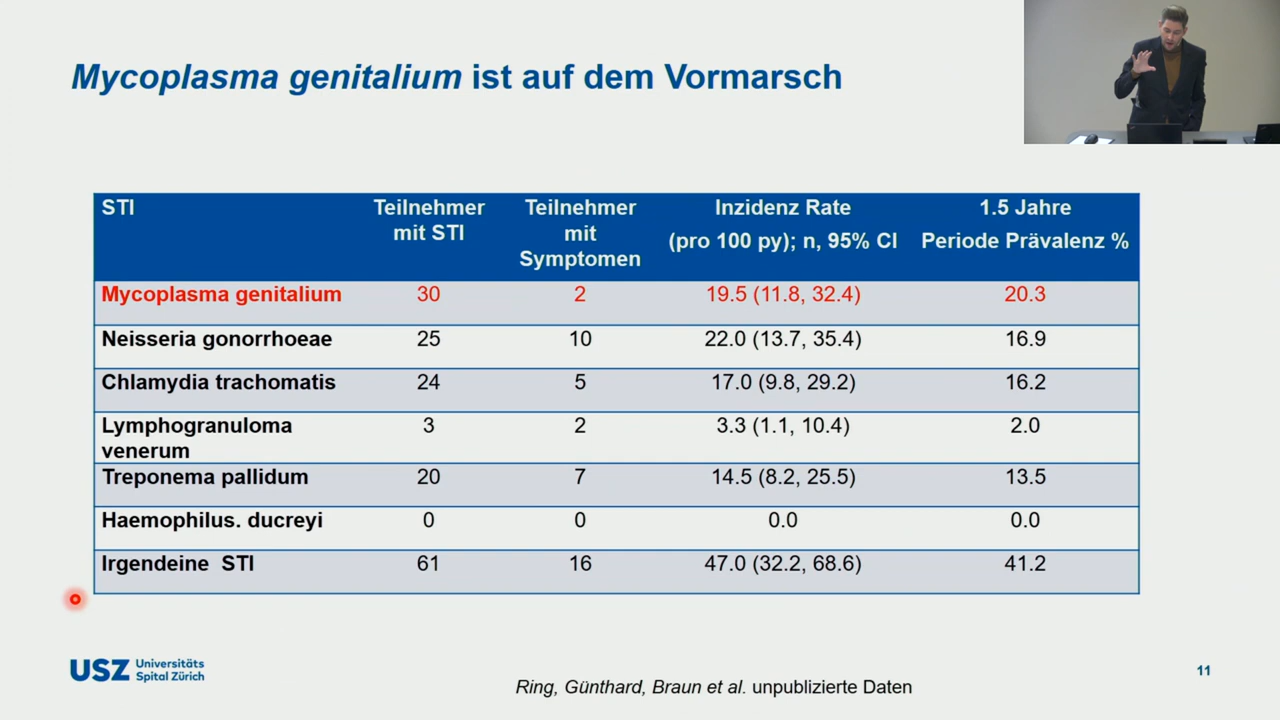 Mycoplasma genitalium ist auf dem Vormarsch
STI
Teilnehmer
mit STI
Teilnehmer
mit
Symptomen
Inzidenz Rate
(pro 100 py); n, 95% CI
1.5 Jahre
Periode Prävalenz %
Mycoplasma genitalium 30 2 19.5 (11.8, 32.4) 20.3
Neisseria gonorrhoeae 25 10 22.0 (13.7, 35.4) 16.9
Chlamydia trachomatis 24 5 17.0 (9.8, 29.2) 16.2
Lymphogranuloma 3 2 3.3 (1.1, 10.4) 2.0
venerum
Treponema pallidum 20 7 14.5 (8.2, 25.5) 13.5
Haemophilus. ducreyi 0 0 0.0 0.0
Irgendeine STI 61 16 47.0 (32.2, 68.6) 41.2
USZ Universitäts
Spital Zürich
11
Ring, Günthard, Braun et al. unpublizierte Daten